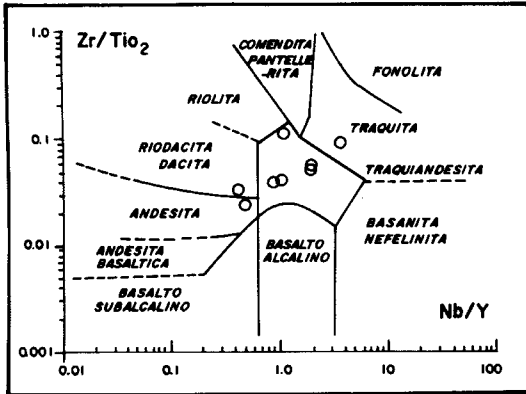 1.0
Zr/Tio2
COMENDITA
PANTELLE
-RITA
FONOLITA
RIOLITA
0.1
TRAQUITA
RIODACITA
DACITA
TRAQUIANDESITA
ANDESITA
BASANITA
NEFELINITA
0.01
ANDESITA
BASALTICA
BASALTO
ALCALINO
BASALTO
SUBALCALINO
Nb/Y
0.001
0.01
0.1
1.0
10
100